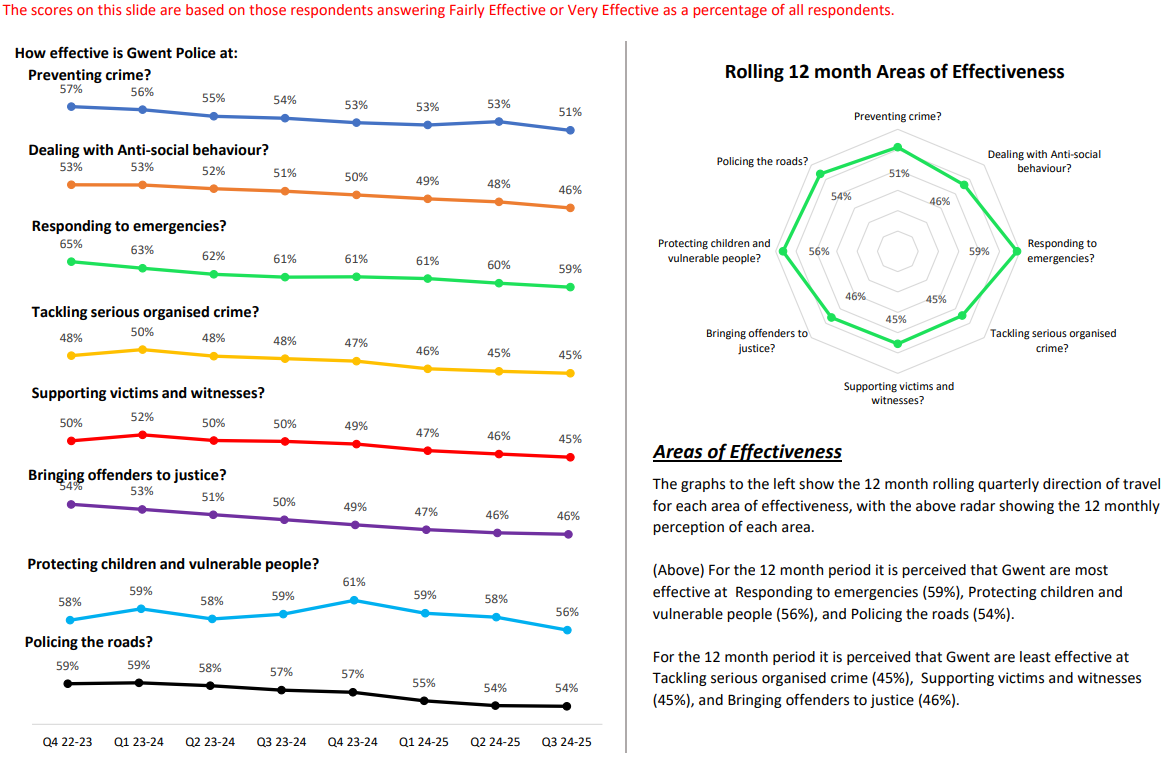 The scores on this slide are based on those respondents answering Fairly Effective or Very Effective as a percentage of all respondents.
How effective is Gwent Police at:
Preventing crime?
57% 56% 55% 54% 53% 53% 53% 51%
Dealing with Anti-social behaviour?
53% 53% 52% 51% 50% 49% 48% 46%
Responding to emergencies?
65% 63% 62% 61% 61% 61% 60% 59%
Tackling serious organised crime?
48% 50% 48% 48% 47% 46% 45% 45%
Supporting victims and witnesses?
50% 52% 50% 50% 49% 47% 46% 45%
Bringing offenders to justice?
54% 53% 51% 50% 49% 47% 46% 46%
Protecting children and vulnerable people?
58% 59% 58% 59% 61% 59% 58% 56%
Policing the roads?
59% 59% 58% 57% 57% 55% 54% 54%
Q4 22-23 Q1 23-24 Q2 23-24 Q3 23-24 Q4 23-24 Q1 24-25 Q2 24-25 Q3 24-25
Rolling 12 month Areas of Effectiveness
Preventing crime?
Dealing with Anti-social
behaviour?
Responding to
emergencies?
Tackling serious organised
crime?
Supporting victims and
witnesses?
Bringing offenders to
justice?
Protecting children and
vulnerable people?
Policing the roads?
51%
46%
59%
45%
45%
46%
56%
54%
Areas of Effectiveness
The graphs to the left show the 12 month rolling quarterly direction of travel
for each area of effectiveness, with the above radar showing the 12 monthly
perception of each area.
(Above) For the 12 month period it is perceived that Gwent are most
effective at Responding to emergencies (59%), Protecting children and
vulnerable people (56%), and Policing the roads (54%).
For the 12 month period it is perceived that Gwent are least effective at
Tackling serious organised crime (45%), Supporting victims and witnesses
(45%), and Bringing offenders to justice (46%).